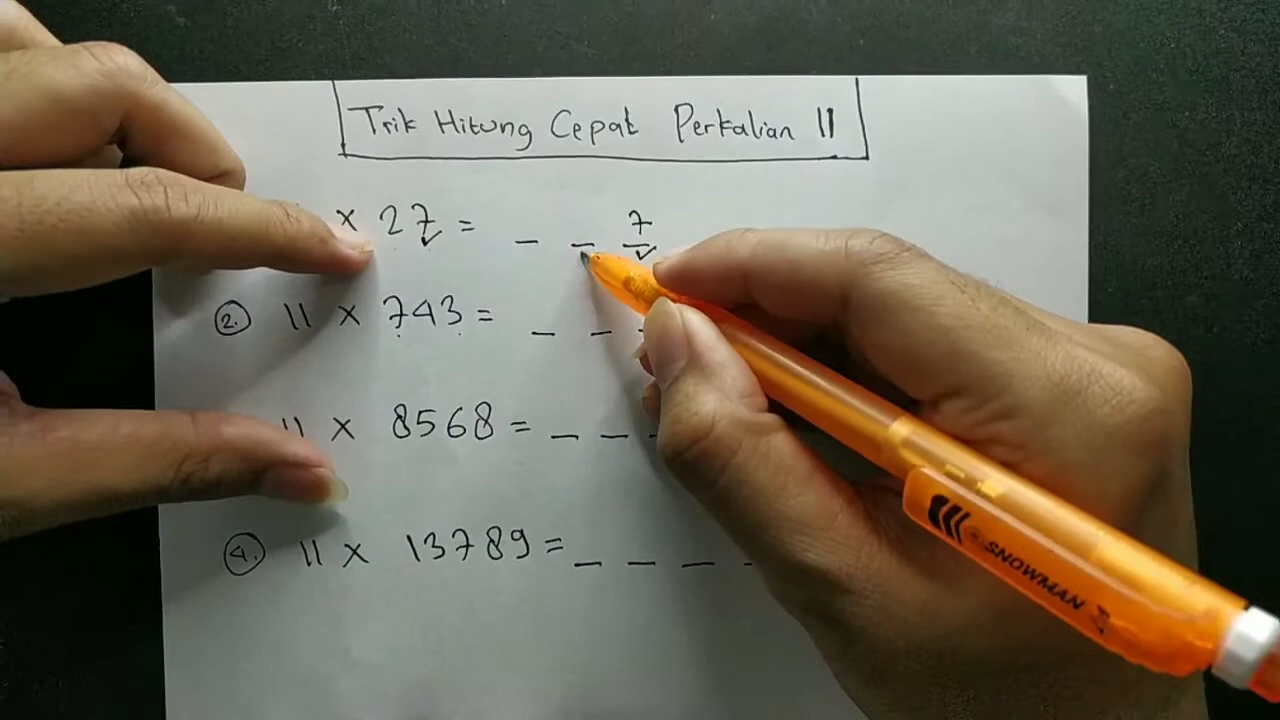 Trik Hitung Cepat Perkalian 11
x 27 = _ _ 7
2. 11 x 743 = _ _
11 x 8568 = _ _ _
4. 11 x 13789 = _ _ _ _
SNOWMAN